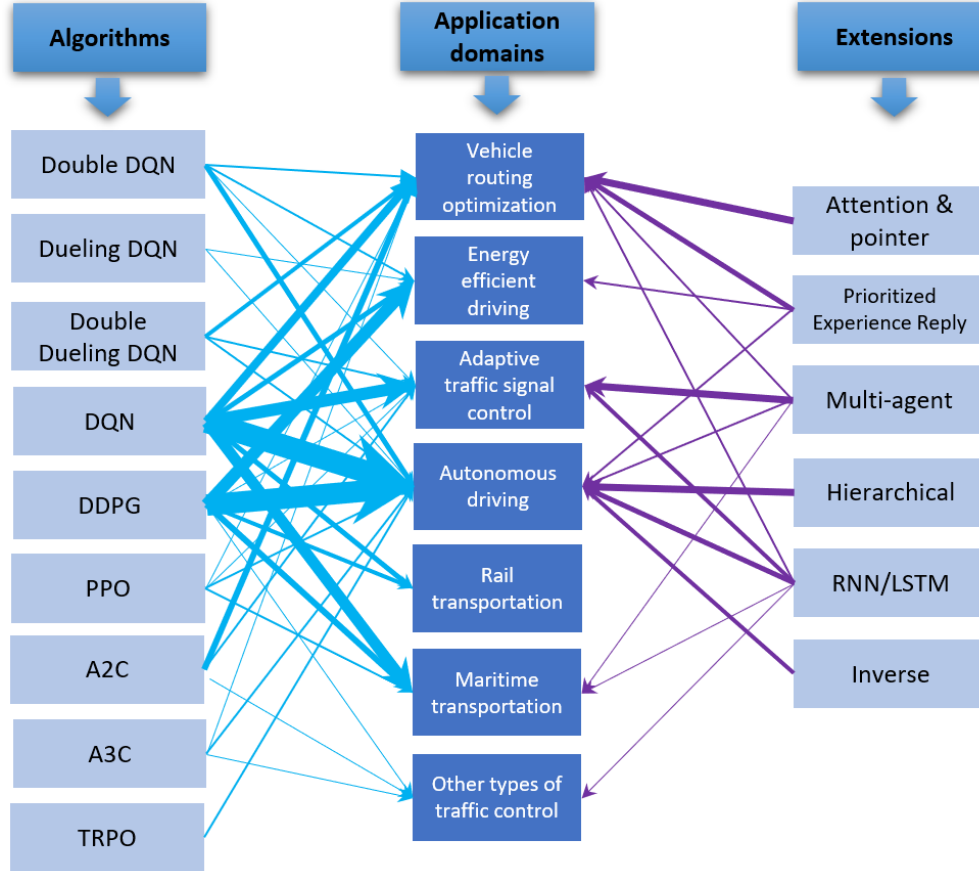 Algorithms
Application
domains
Extensions
Double DQN
Dueling DQN
Double
Dueling DQN
DQN
DDPG
PPO
A2C
A3C
TRPO
Vehicle
routing
optimization
Energy
efficient
driving
Adaptive
traffic signal
control
Autonomous
driving
Rail
transportation
Maritime
transportation
Other types of
traffic control
Attention &
pointer
Prioritized
Experience Reply
Multi-agent
Hierarchical
RNN/LSTM
Inverse